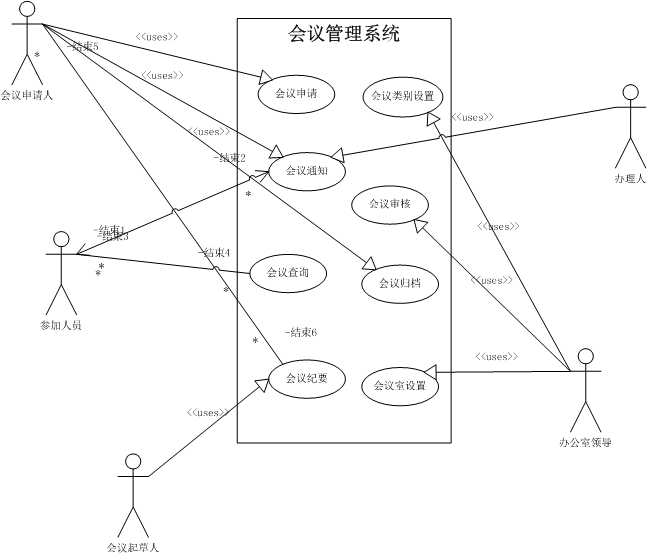 会议管理系统
<<uses>>
-结束5
*
<<uses>>
会议申请人
会议申请
会议类别设置
<<uses>>
<<uses>>
-结束2
会议通知
办理人
*
会议审核
-结束1
-结束3
<<uses>>
-结束4
*
*
会议查询
<<uses>>
会议归档
*
参加人员
-结束6
*
<<uses>>
会议纪要
会议室设置
<<uses>>
办公室领导
会议起草人